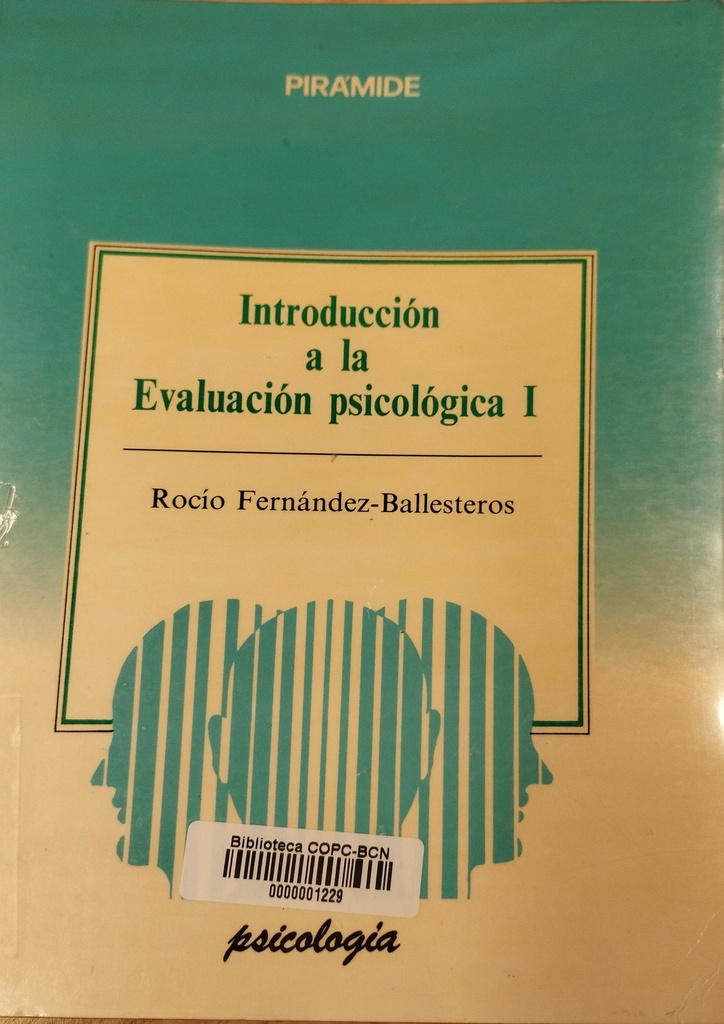 PIRÁMIDE
Introducción
a la
Evaluación psicológica I
Rocío Fernández-Ballesteros
Biblioteca COPC-BCN
0000001229
psicología